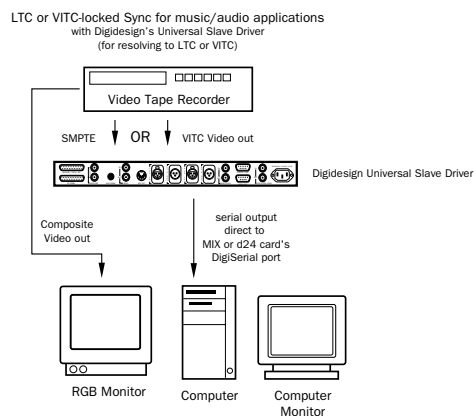 LTC or VITC-locked Sync for music/audio applications
with Digidesign's Universal Slave Driver
(for resolving to LTC or VITC)
Video Tape Recorder
SMPTE OR VITC Video out
Digidesign Universal Slave Driver
Composite
Video out
serial output
direct to
MIX or d24 card's
DigiSerial port
RGB Monitor
Computer
Computer
Monitor